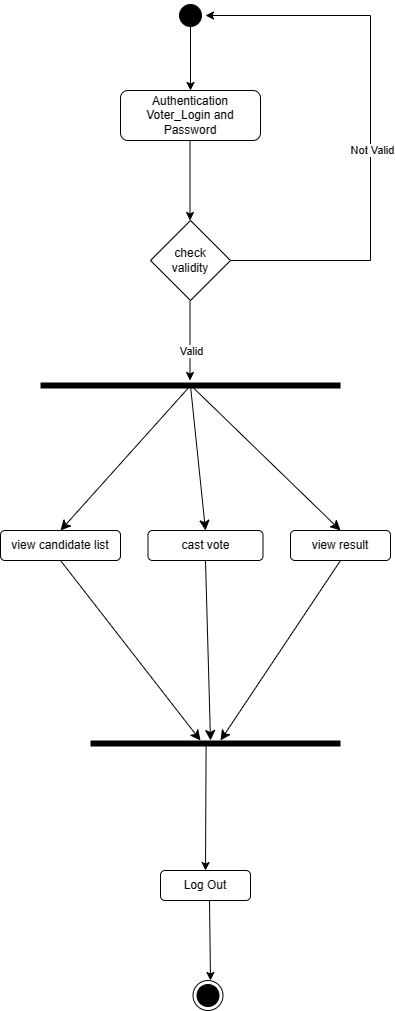 Authentication
Voter_Login and
Password
Not Valid
check
validity
Valid
view candidate list
cast vote
view result
Log Out